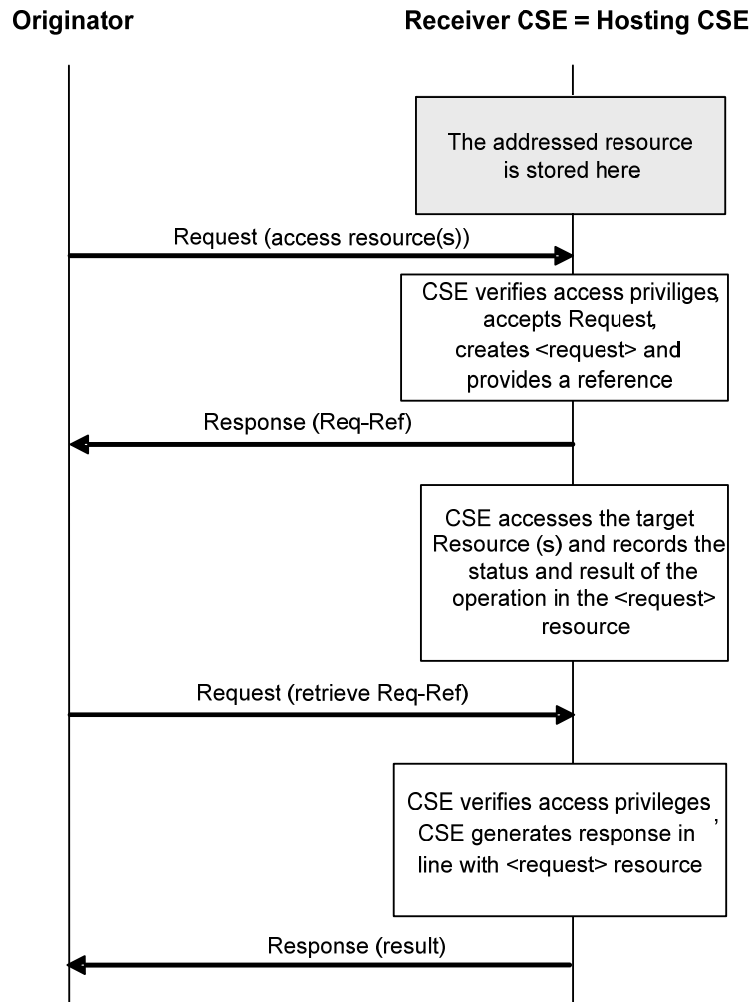 Originator
Receiver CSE = Hosting CSE
The addressed resource
is stored here
Request (access resource(s))
CSE verifies access priviliges,
accepts Request,
creates <request> and
provides a reference
Response (Req-Ref)
CSE accesses the target
Resource (s) and records the
status and result of the
operation in the <request>
resource
Request (retrieve Req-Ref)
CSE verifies access privileges,
CSE generates response in
line with <request> resource
Response (result)